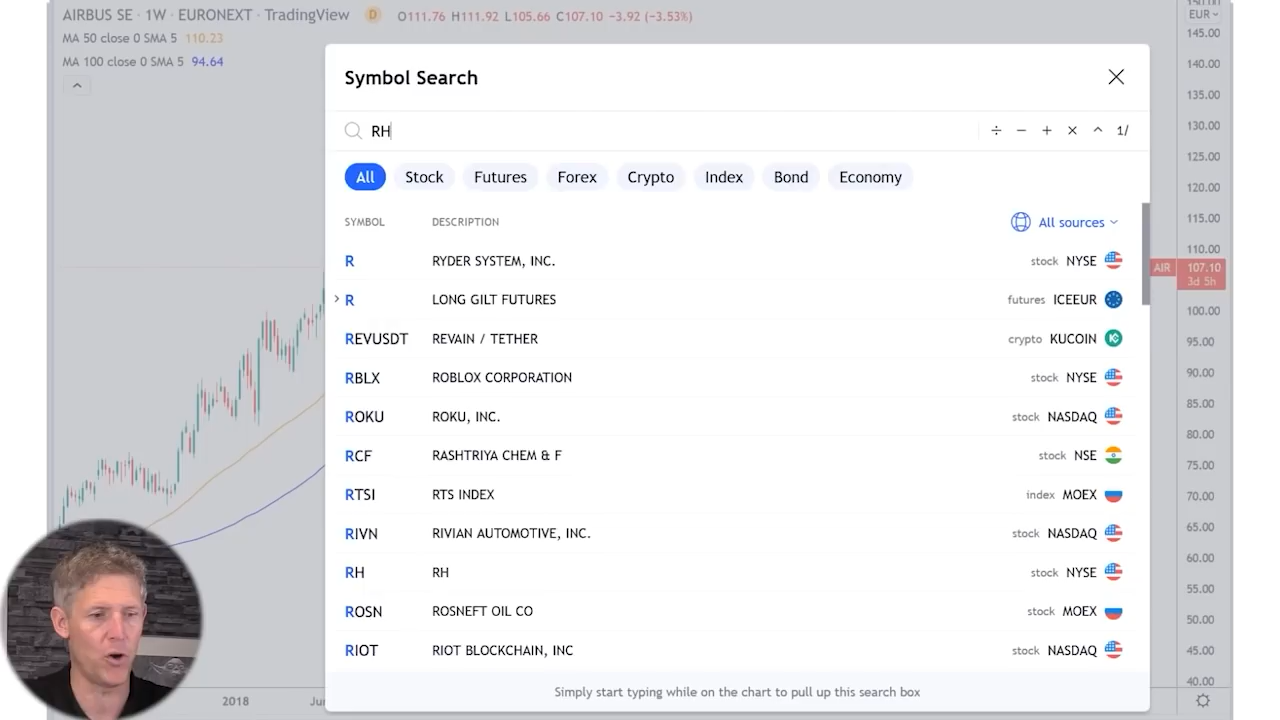 AIRBUS SE · 1W · EURONEXT · TradingView D O111.76 H111.92 L105.66 C107.10 −3.92 (−3.53%)
MA 50 close 0 SMA 5 110.23
MA 100 close 0 SMA 5 94.64
Symbol Search
RH
÷ − + × ^ 1/
All Stock Futures Forex Crypto Index Bond Economy
SYMBOL DESCRIPTION All sources
R RYDER SYSTEM, INC. stock NYSE
R LONG GILT FUTURES futures ICEEUR
REVUSDT REVAIN / TETHER crypto KUCOIN
RBLX ROBLOX CORPORATION stock NYSE
ROKU ROKU, INC. stock NASDAQ
RCF RASHTRIYA CHEM & F stock NSE
RTSI RTS INDEX index MOEX
RIVN RIVIAN AUTOMOTIVE, INC. stock NASDAQ
RH RH stock NYSE
ROSN ROSNEFT OIL CO stock MOEX
RIOT RIOT BLOCKCHAIN, INC stock NASDAQ
Simply start typing while on the chart to pull up this search box
150.00
EUR
145.00
140.00
135.00
130.00
125.00
120.00
115.00
110.00
AIR 107.10
3d 5h
100.00
95.00
90.00
85.00
80.00
75.00
70.00
65.00
60.00
55.00
50.00
45.00
40.00
2018